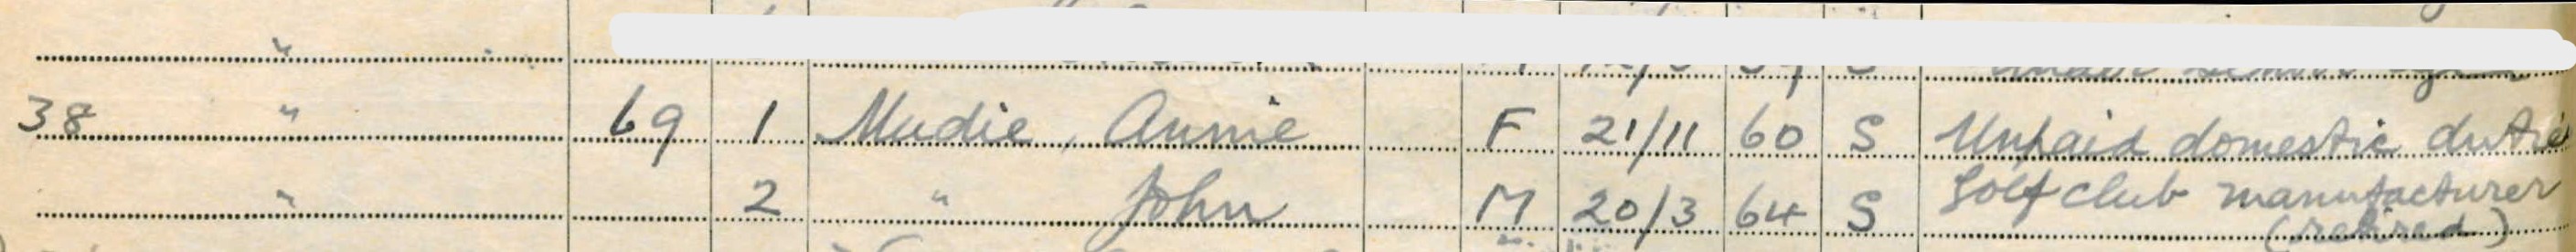 "
38 " 69 1 Mudie, Annie F 21/11 60 S Unpaid domestic duties
" 2 " John M 20/3 64 S Golf club manufacturer
(retired)